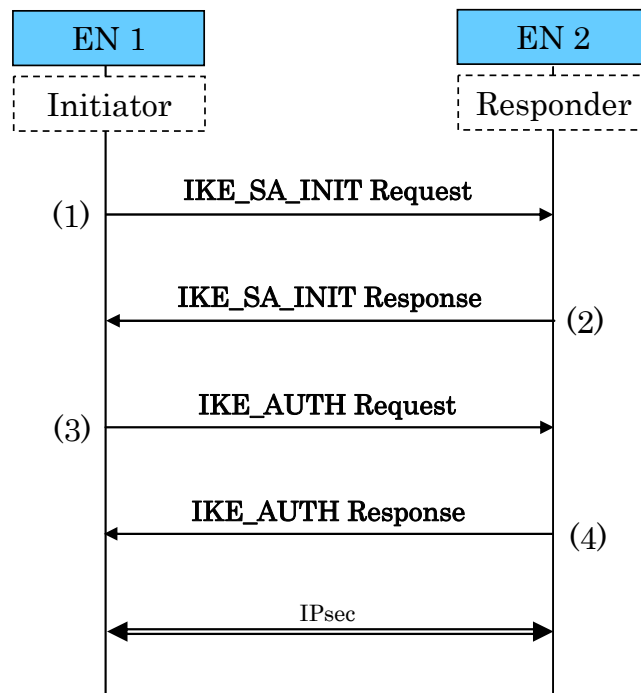 EN 1
EN 2
Initiator
Responder
IKE_SA_INIT Request
(1)
IKE_SA_INIT Response
(2)
IKE_AUTH Request
(3)
IKE_AUTH Response
(4)
IPsec